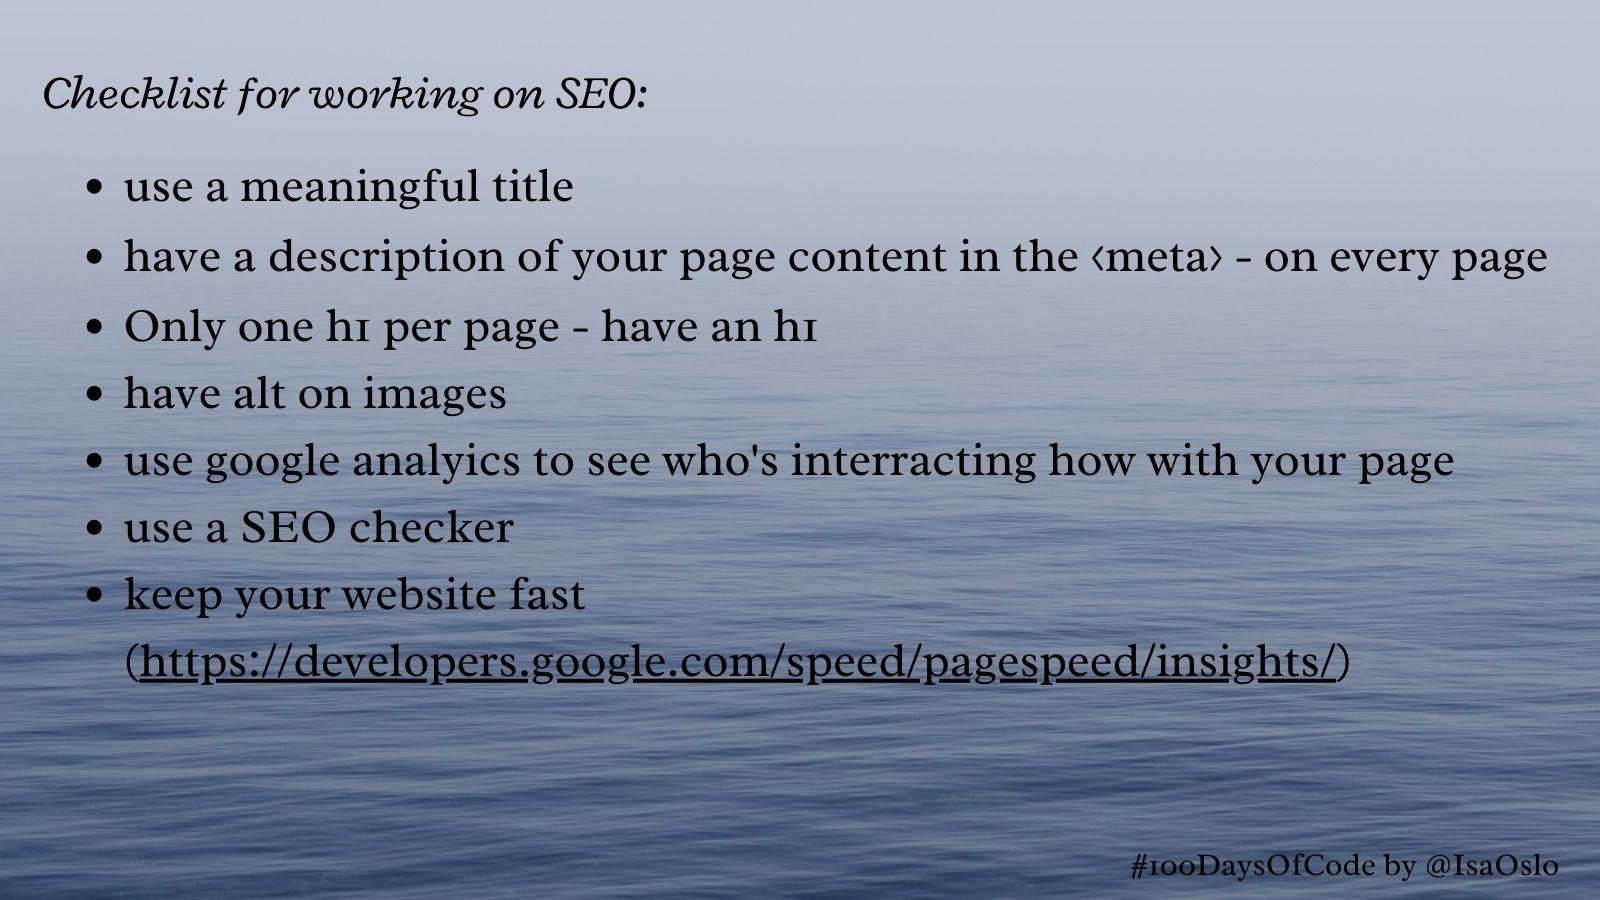 Checklist for working on SEO:
• use a meaningful title
• have a description of your page content in the <meta> - on every page
• Only one h1 per page - have an h1
• have alt on images
• use google analyics to see who's interracting how with your page
• use a SEO checker
• keep your website fast
(https://developers.google.com/speed/pagespeed/insights/)
#100DaysOfCode by @IsaOslo